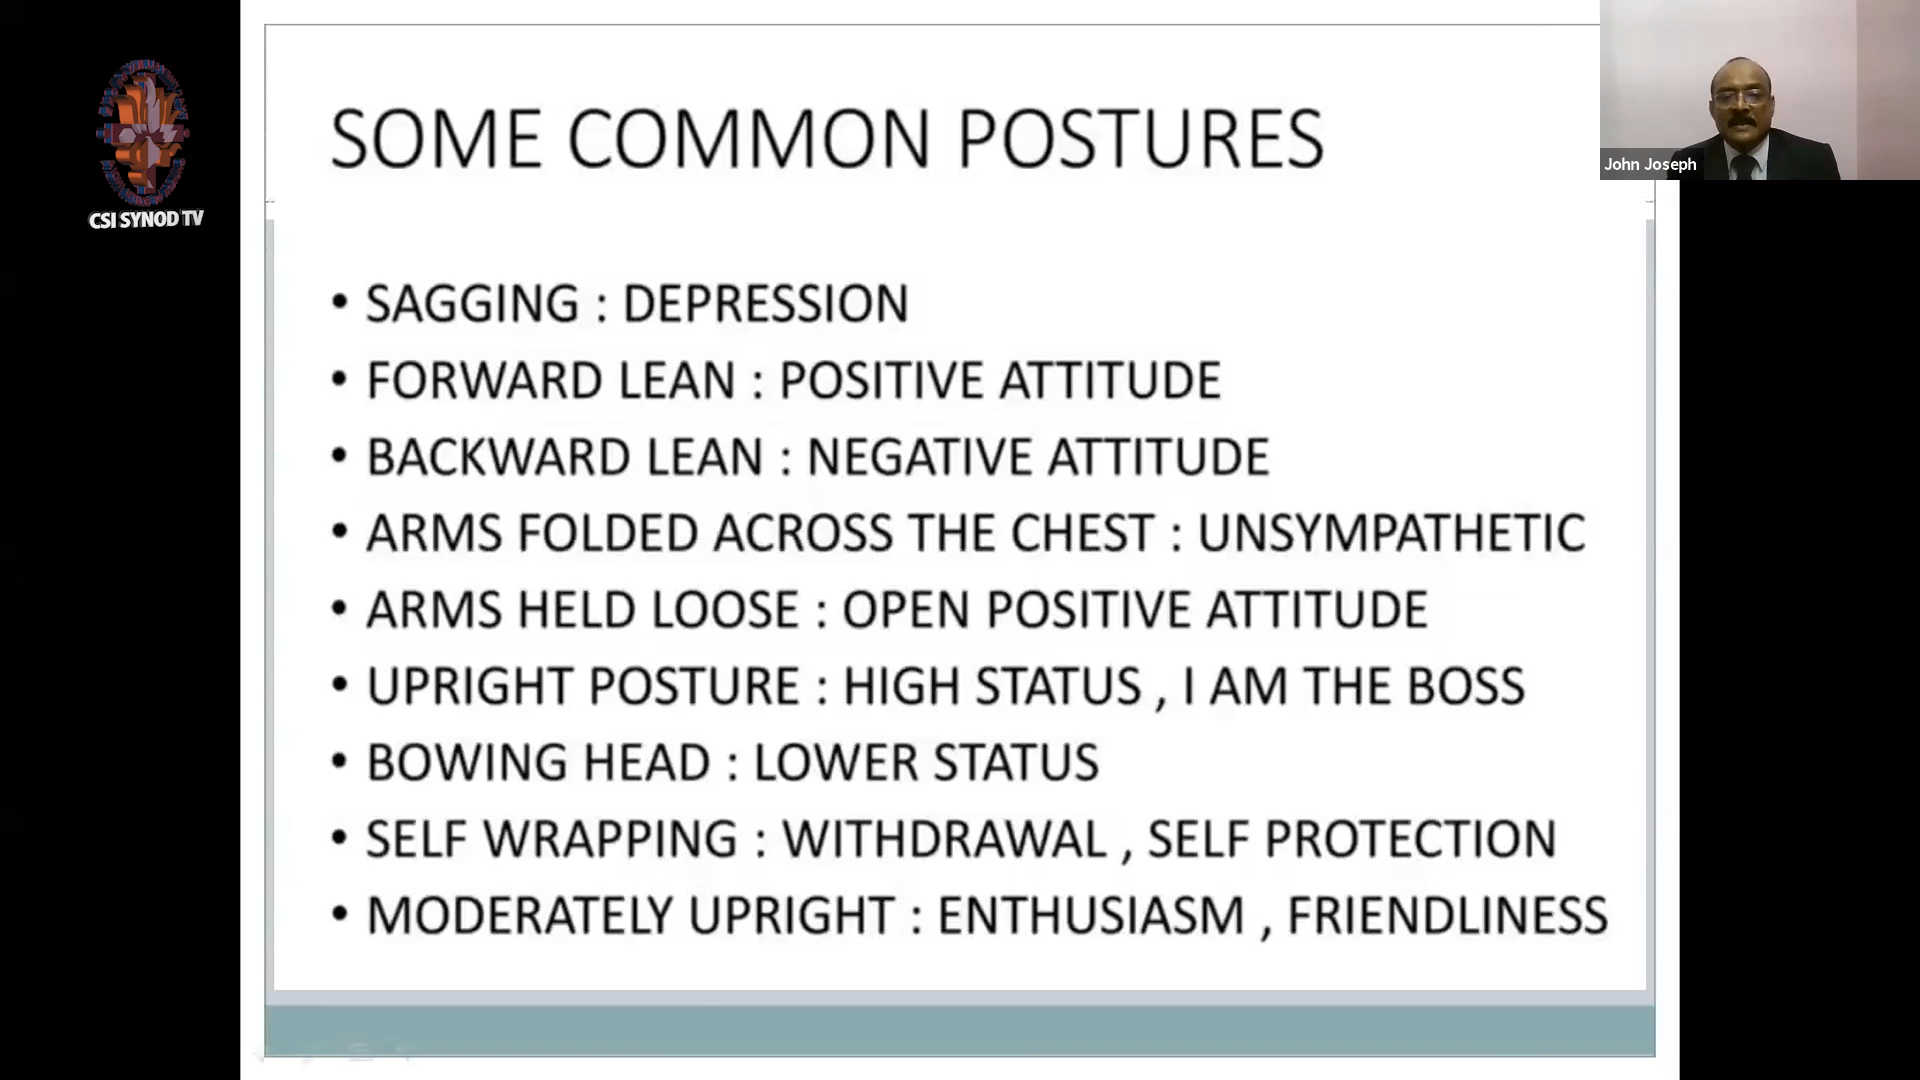 SOME COMMON POSTURES
John Joseph
CSI SYNOD TV
• SAGGING : DEPRESSION
• FORWARD LEAN : POSITIVE ATTITUDE
• BACKWARD LEAN : NEGATIVE ATTITUDE
• ARMS FOLDED ACROSS THE CHEST : UNSYMPATHETIC
• ARMS HELD LOOSE : OPEN POSITIVE ATTITUDE
• UPRIGHT POSTURE : HIGH STATUS , I AM THE BOSS
• BOWING HEAD : LOWER STATUS
• SELF WRAPPING : WITHDRAWAL , SELF PROTECTION
• MODERATELY UPRIGHT : ENTHUSIASM , FRIENDLINESS